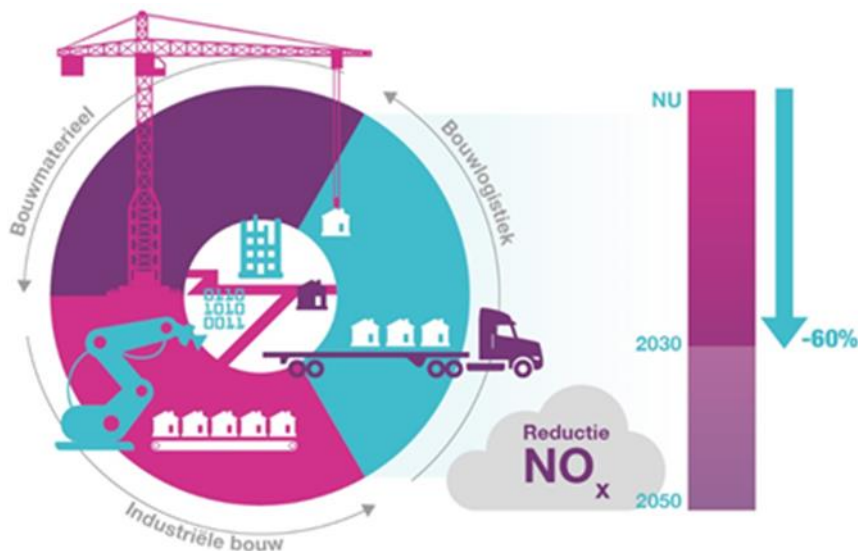 Bouwmaterieel
Bouwlogistiek
Industriële bouw
0110
1010
0011
Reductie
NOx
NU
2030
-60%
2050